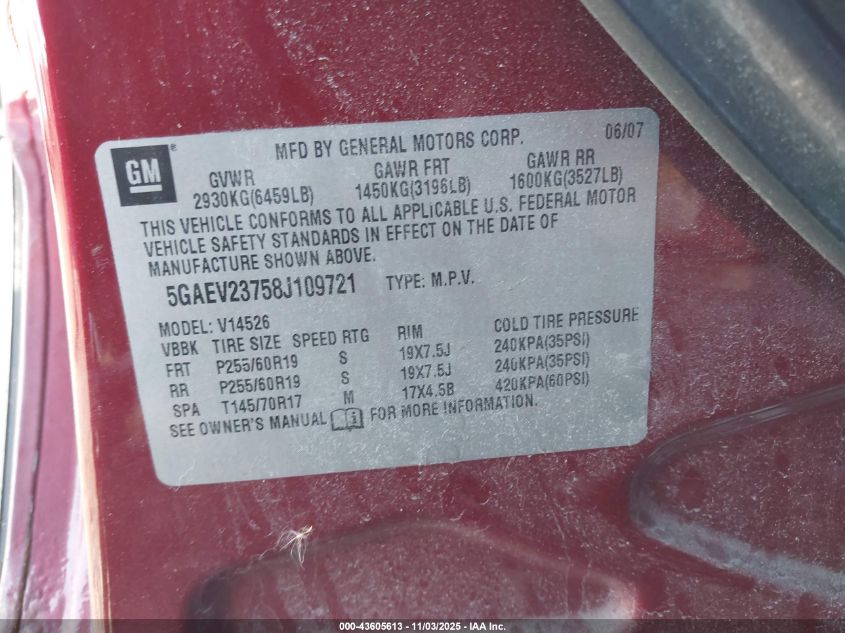 GM
MFD BY GENERAL MOTORS CORP. 06/07
GVWR GAWR FRT GAWR RR
2930KG(6459LB) 1450KG(3196LB) 1600KG(3527LB)
THIS VEHICLE CONFORMS TO ALL APPLICABLE U.S. FEDERAL MOTOR
VEHICLE SAFETY STANDARDS IN EFFECT ON THE DATE OF
MANUFACTURE SHOWN ABOVE.
5GAEV23758J109721 TYPE: M.P.V.
MODEL: V14526
VBBK TIRE SIZE SPEED RTG RIM COLD TIRE PRESSURE
FRT P255/60R19 S 19X7.5J 240KPA(35PSI)
RR P255/60R19 S 19X7.5J 240KPA(35PSI)
SPA T145/70R17 M 17X4.5B 420KPA(60PSI)
SEE OWNER'S MANUAL i FOR MORE INFORMATION.
000-43605613 - 11/03/2025 - IAA Inc.